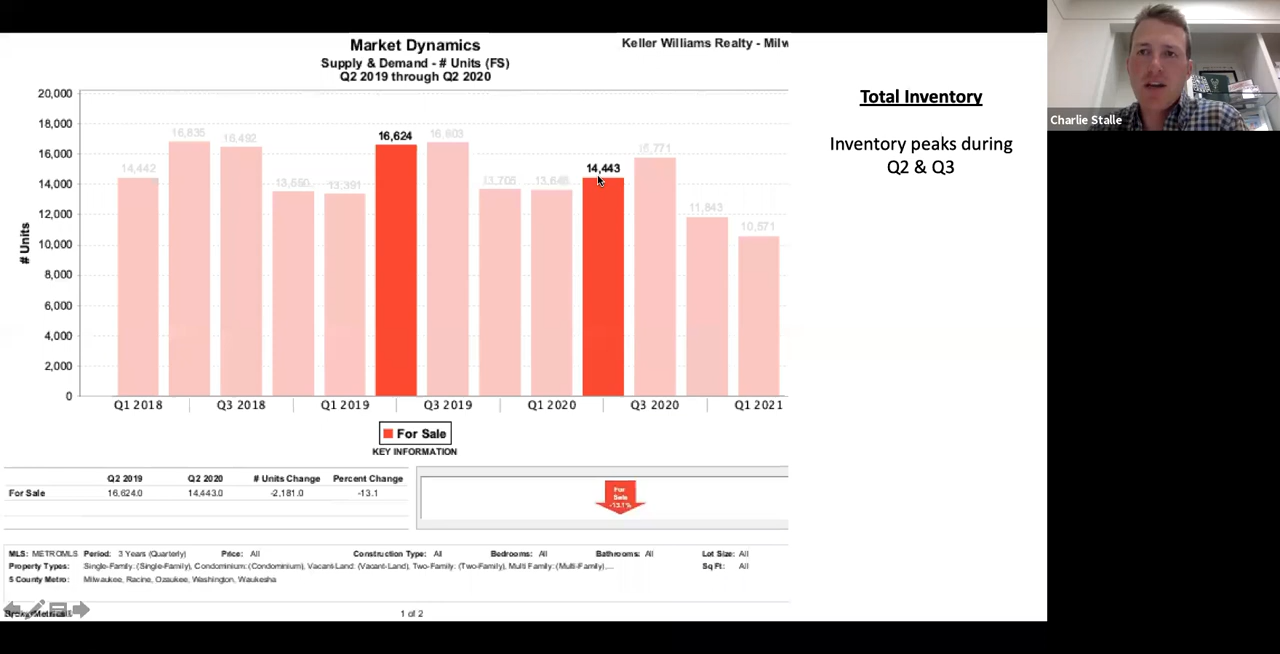 Market Dynamics
Keller Williams Realty - Milw
Supply & Demand - # Units (FS)
Q2 2019 through Q2 2020
20,000
18,000
16,000
14,000
12,000
10,000
8,000
6,000
4,000
2,000
0
# Units
14,442
16,835
16,492
13,550
13,391
16,624
16,803
13,706
13,648
14,443
15,771
11,843
10,571
Q1 2018
Q3 2018
Q1 2019
Q3 2019
Q1 2020
Q3 2020
Q1 2021
For Sale
KEY INFORMATION
Q2 2019 Q2 2020 # Units Change Percent Change
For Sale 16,624.0 14,443.0 -2,181.0 -13.1
For
Sale
-13.1%
MLS: METROMLS Period: 3 Years (Quarterly) Price: All Construction Type: All Bedrooms: All Bathrooms: All Lot Size: All
Property Types: Single-Family: (Single-Family), Condominium: (Condominium), Vacant-Land: (Vacant-Land), Two-Family: (Two-Family), Multi Family: (Multi-Family)....
Sq Ft: All
5 County Metro: Milwaukee, Racine, Ozaukee, Washington, Waukesha
BrokerMetrics
1 of 2
Total Inventory
Inventory peaks during
Q2 & Q3
Charlie Stalle